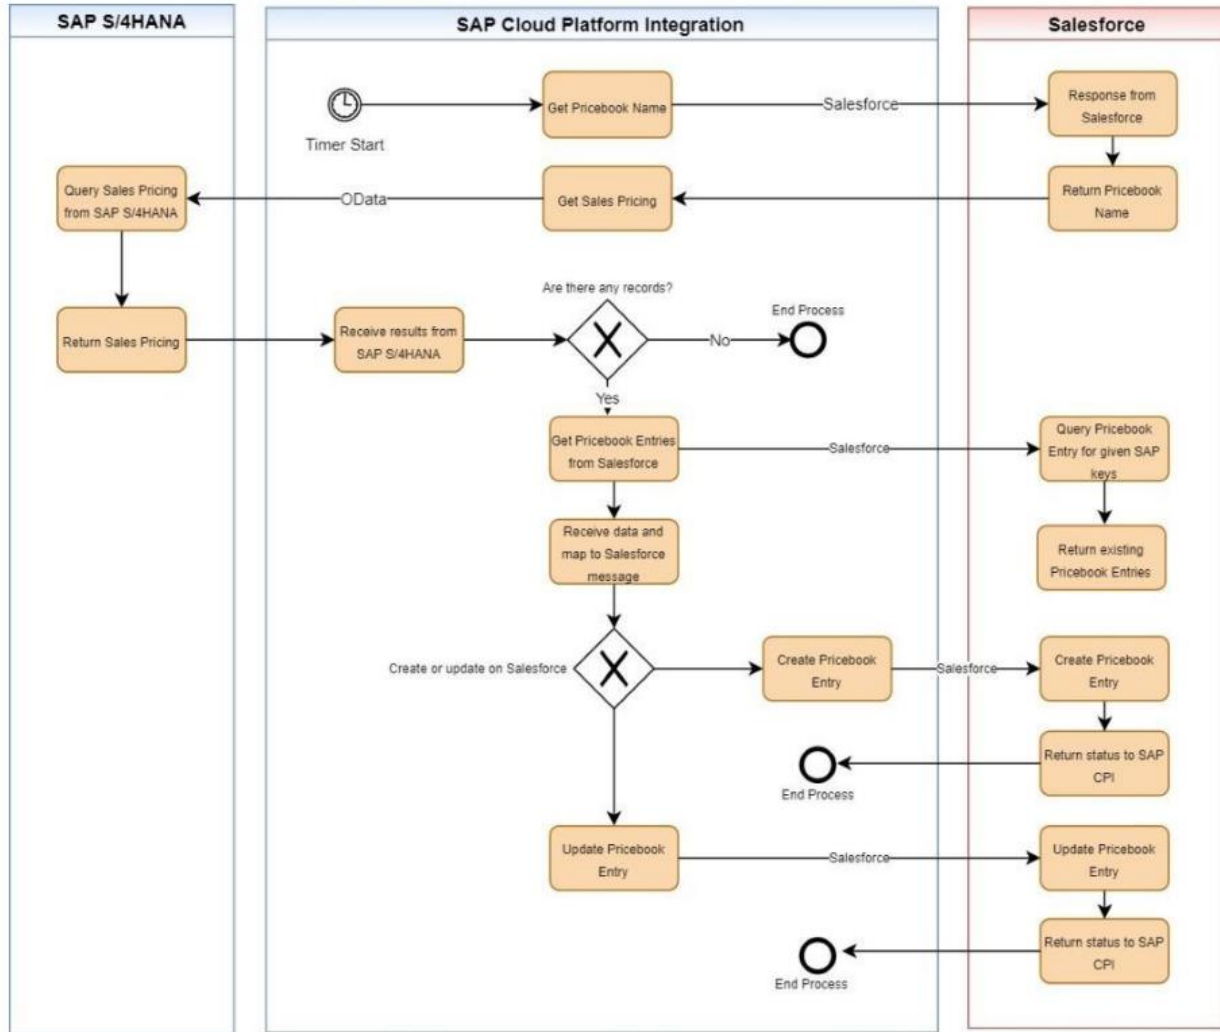 SAP S/4HANA
SAP Cloud Platform Integration
Salesforce
Timer Start
Get Pricebook Name
Salesforce
Response from
Salesforce
Query Sales Pricing
from SAP S/4HANA
OData
Get Sales Pricing
Return Pricebook
Name
Return Sales Pricing
Receive results from
SAP S/4HANA
Are there any records?
No
End Process
Yes
Get Pricebook Entries
from Salesforce
Salesforce
Query Pricebook
Entry for given SAP
keys
Receive data and
map to Salesforce
message
Return existing
Pricebook Entries
Create or update on Salesforce
Create Pricebook
Entry
Salesforce
Create Pricebook
Entry
Return status to SAP
CPI
End Process
Update Pricebook
Entry
Salesforce
Update Pricebook
Entry
Return status to SAP
CPI
End Process